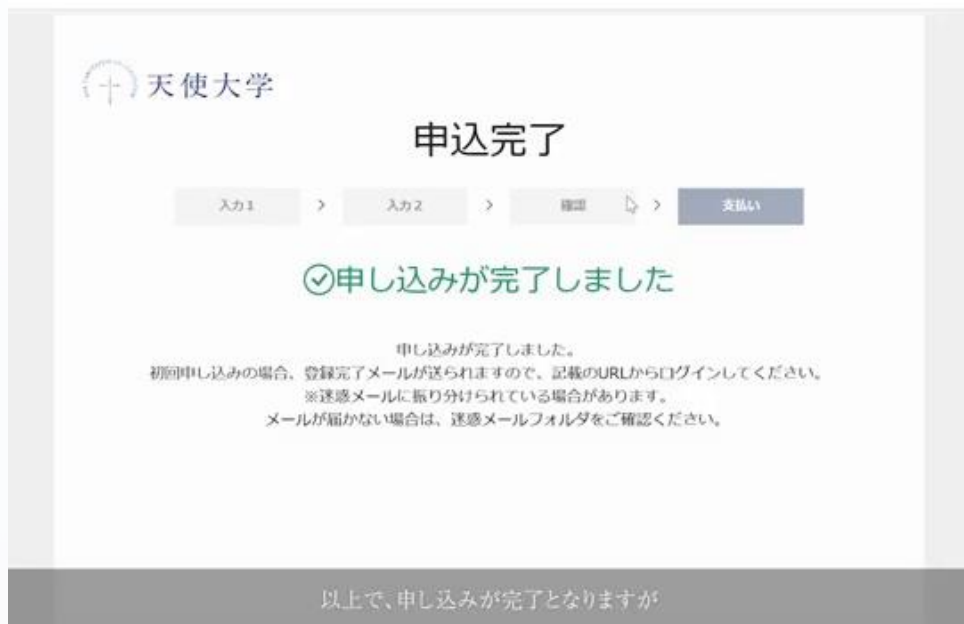 天使大学
申込完了
入力1 > 入力2 > 確認 > 支払い
申し込みが完了しました
申し込みが完了しました。
初回申し込みの場合、登録完了メールが送られますので、記載のURLからログインしてください。
※迷惑メールに振り分けられている場合があります。
メールが届かない場合は、迷惑メールフォルダをご確認ください。
以上で、申し込みが完了となりますが